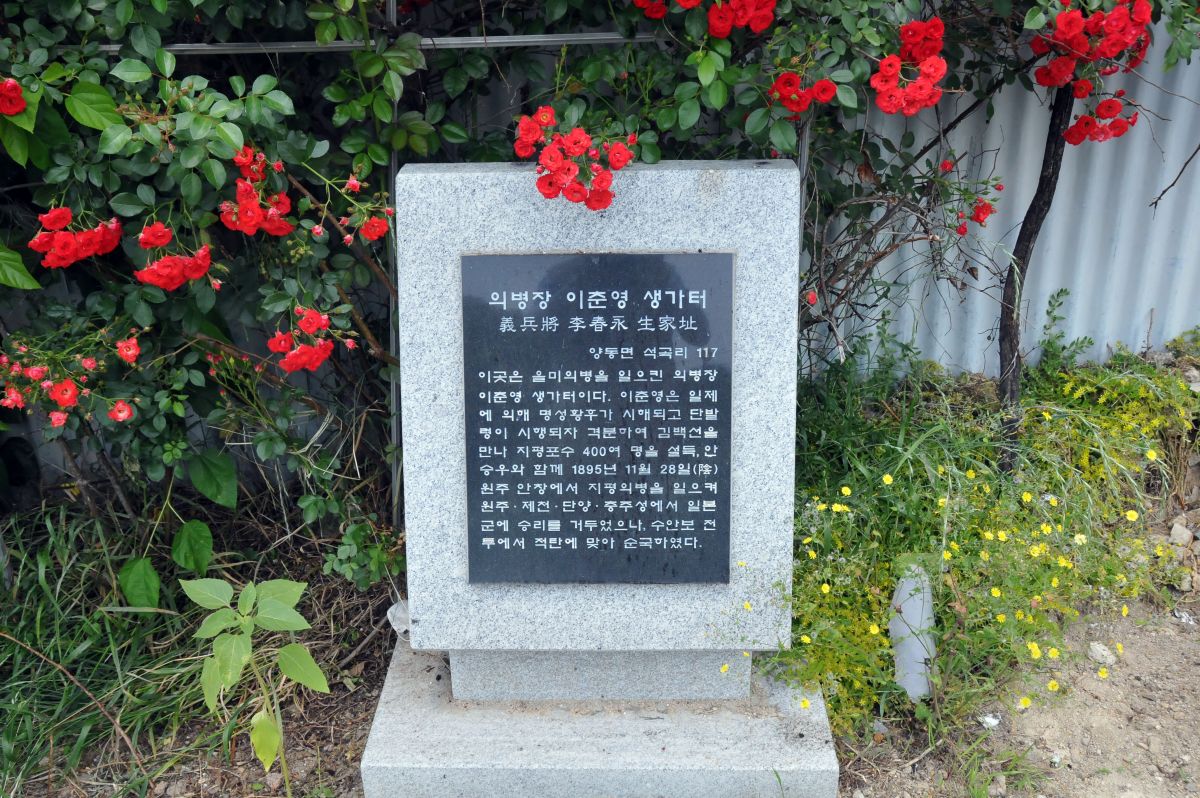 의병장 이춘영 생가터
義兵將 李春永 生家址
양동면 석곡리 117
이곳은 을미의병을 일으킨 의병장
이춘영 생가터이다. 이춘영은 일제
에 의해 명성황후가 시해되고 단발
령이 시행되자 격분하여 김백선을
만나 지평포수 400여 명을 설득, 안
승우와 함께 1895년 11월 28일(陰)
원주 안창에서 지평의병을 일으켜
원주·제천·단양·충주성에서 일본
군에 승리를 거두었으나, 수안보 전
투에서 적탄에 맞아 순국하였다.